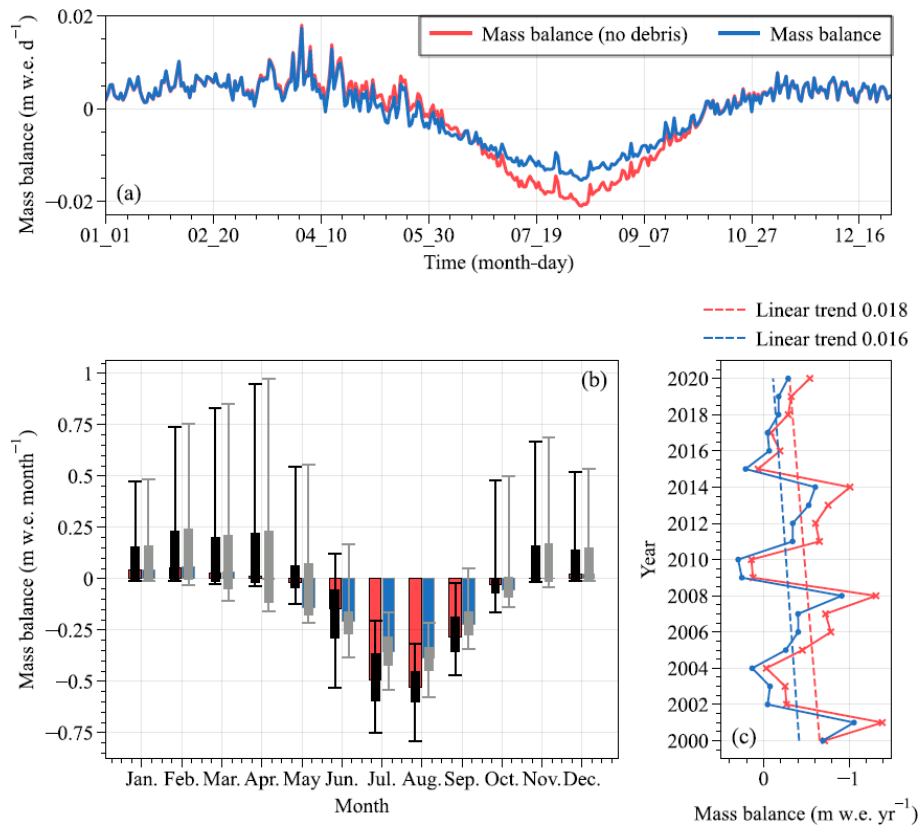 0.02
0
−0.02
Mass balance (m w.e. d⁻¹)
Mass balance (no debris)
Mass balance
(a)
01_01 02_20 04_10 05_30 07_19 09_07 10_27 12_16
Time (month-day)
Linear trend 0.018
Linear trend 0.016
1
0.75
0.5
0.25
0
−0.25
−0.5
−0.75
Mass balance (m w.e. month⁻¹)
(b)
Jan. Feb. Mar. Apr. May Jun. Jul. Aug. Sep. Oct. Nov. Dec.
Month
2020
2018
2016
2014
2012
2010
2008
2006
2004
2002
2000
Year
(c)
0 −1
Mass balance (m w.e. yr⁻¹)